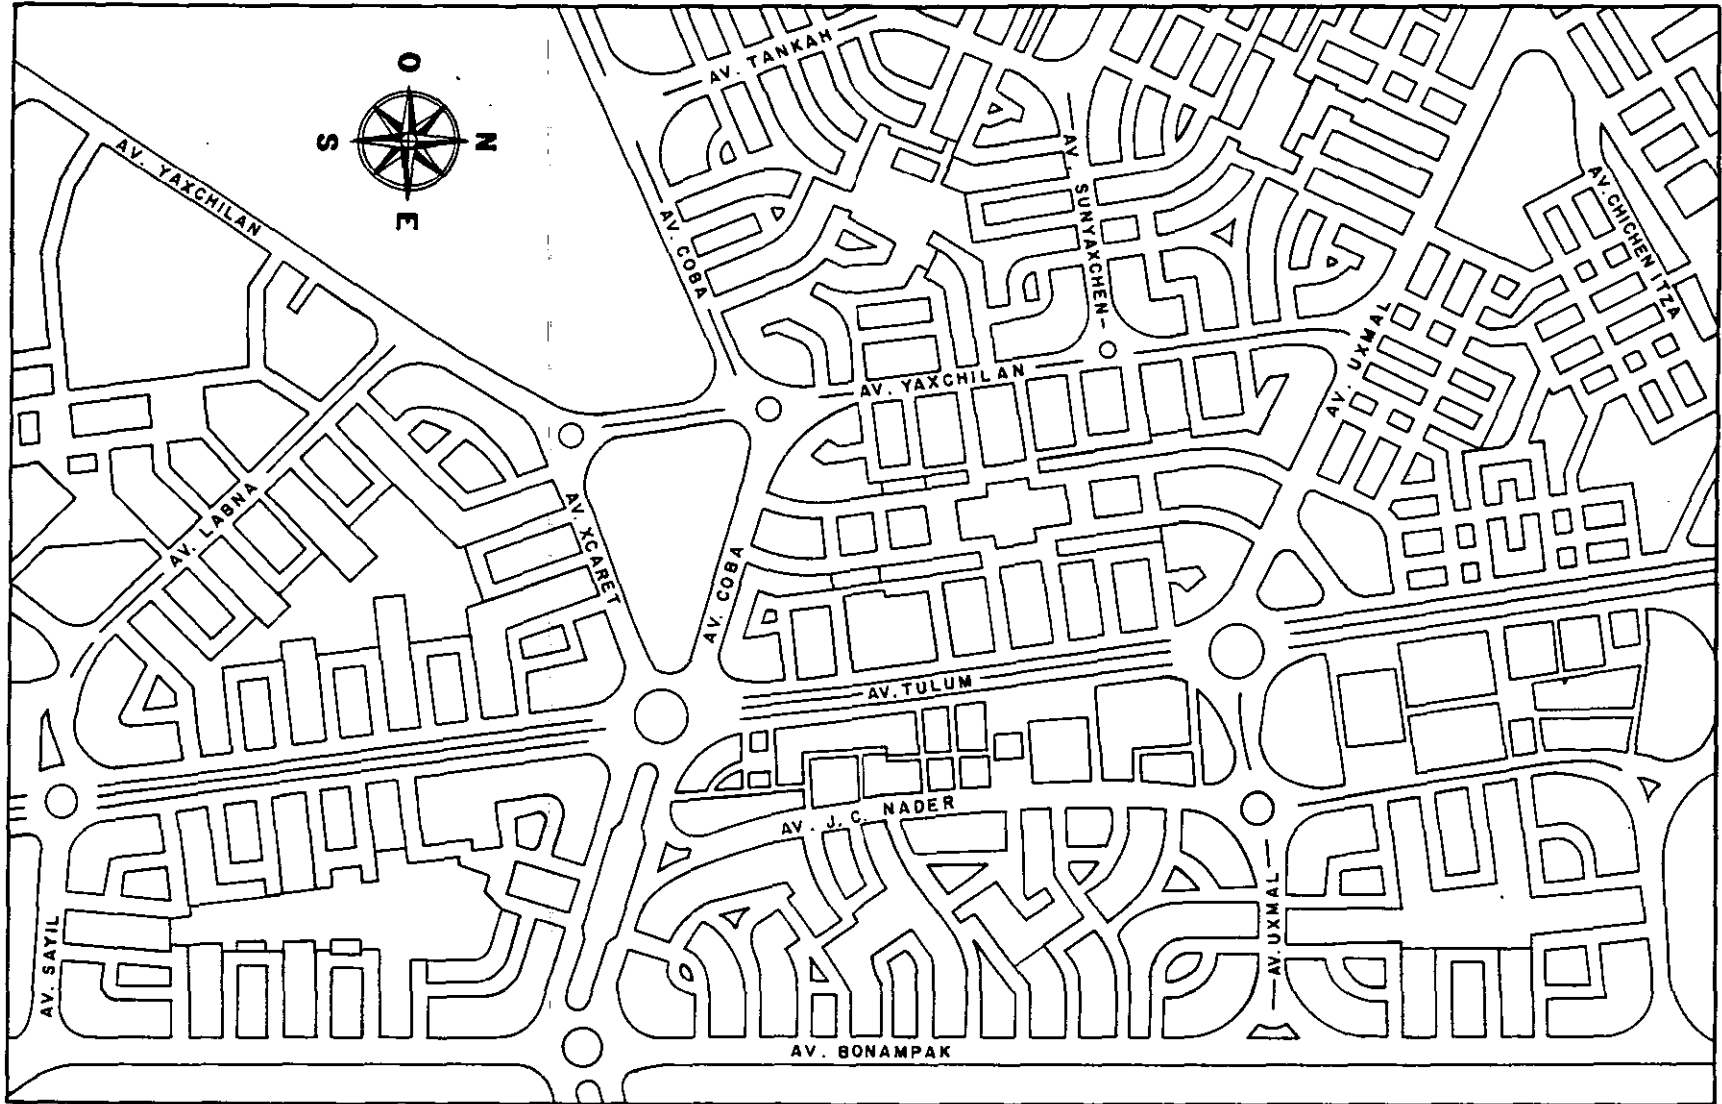 AV. TANKAH
O
N
S
E
AV. YAXCHILAN
AV. SUNYAXCHEN
AV. CHICHEN ITZA
AV. COBA
AV. UXMAL
AV. YAXCHILAN
AV. LABNA
AV. XCARET
AV. COBA
AV. TULUM
AV. J. C. NADER
AV. UXMAL
AV. SAYIL
AV. BONAMPAK